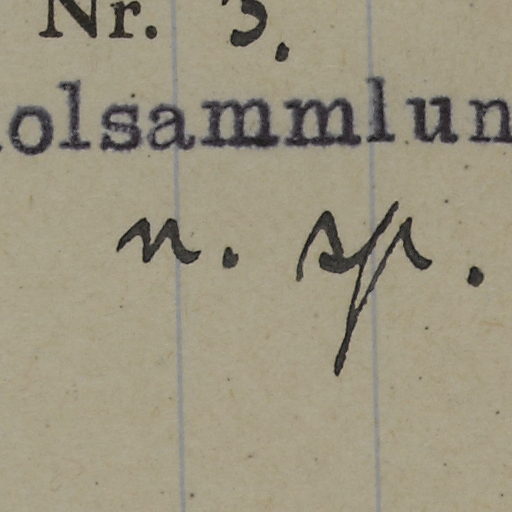 Nr. 3.
olsammlun
n. sp.